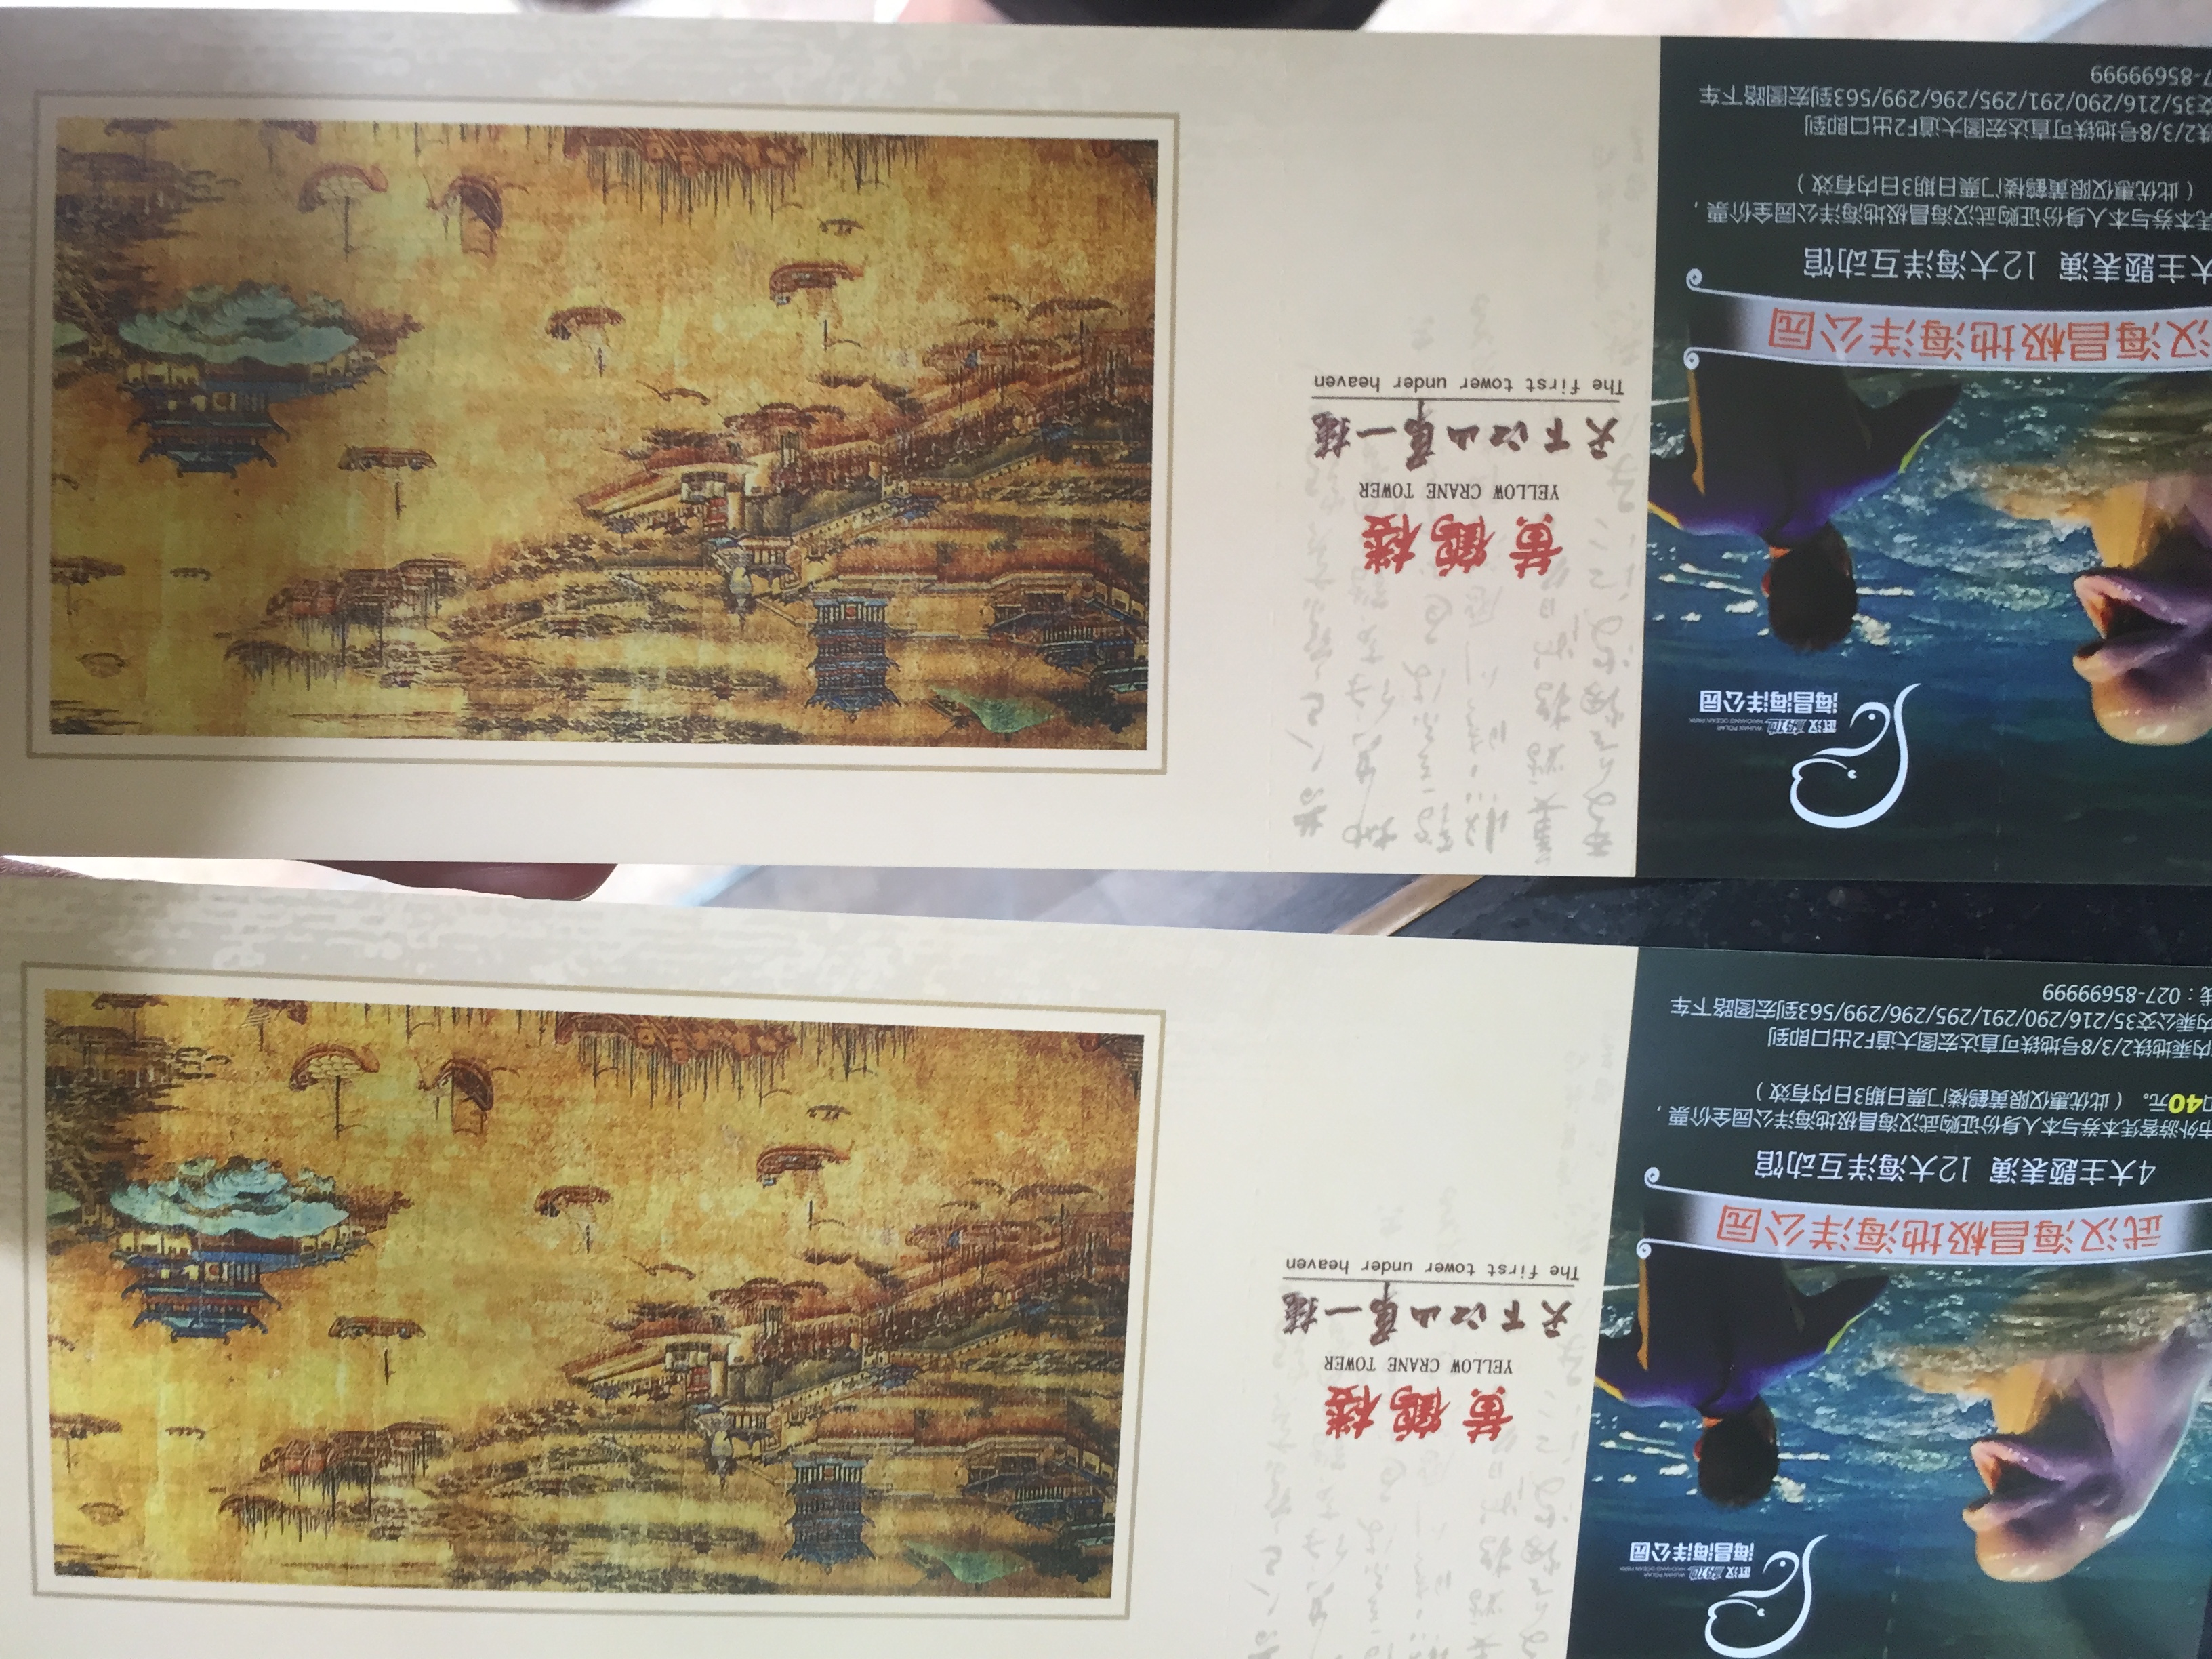 武汉极地 WUHAN POLAR
HAICHANG OCEAN PARK
海昌海洋公园
武汉海昌极地海洋公园
4大主题表演 12大海洋互动馆
市外游客凭本券与本人身份证购武汉海昌极地海洋公园全价票，
40元。（此优惠仅限黄鹤楼门票日期3日内有效）
内乘地铁2/3/8号地铁可直达宏图大道F2出口即到
内乘公交35/216/290/291/295/296/299/563到宏图路下车
线：027-85699999
黄鹤楼
YELLOW CRANE TOWER
天下江山第一楼
The first tower under heaven
武汉极地 WUHAN POLAR
HAICHANG OCEAN PARK
海昌海洋公园
汉海昌极地海洋公园
大主题表演 12大海洋互动馆
凭本券与本人身份证购武汉海昌极地海洋公园全价票，
（此优惠仅限黄鹤楼门票日期3日内有效）
铁2/3/8号地铁可直达宏图大道F2出口即到
交35/216/290/291/295/296/299/563到宏图路下车
7-85699999
黄鹤楼
YELLOW CRANE TOWER
天下江山第一楼
The first tower under heaven